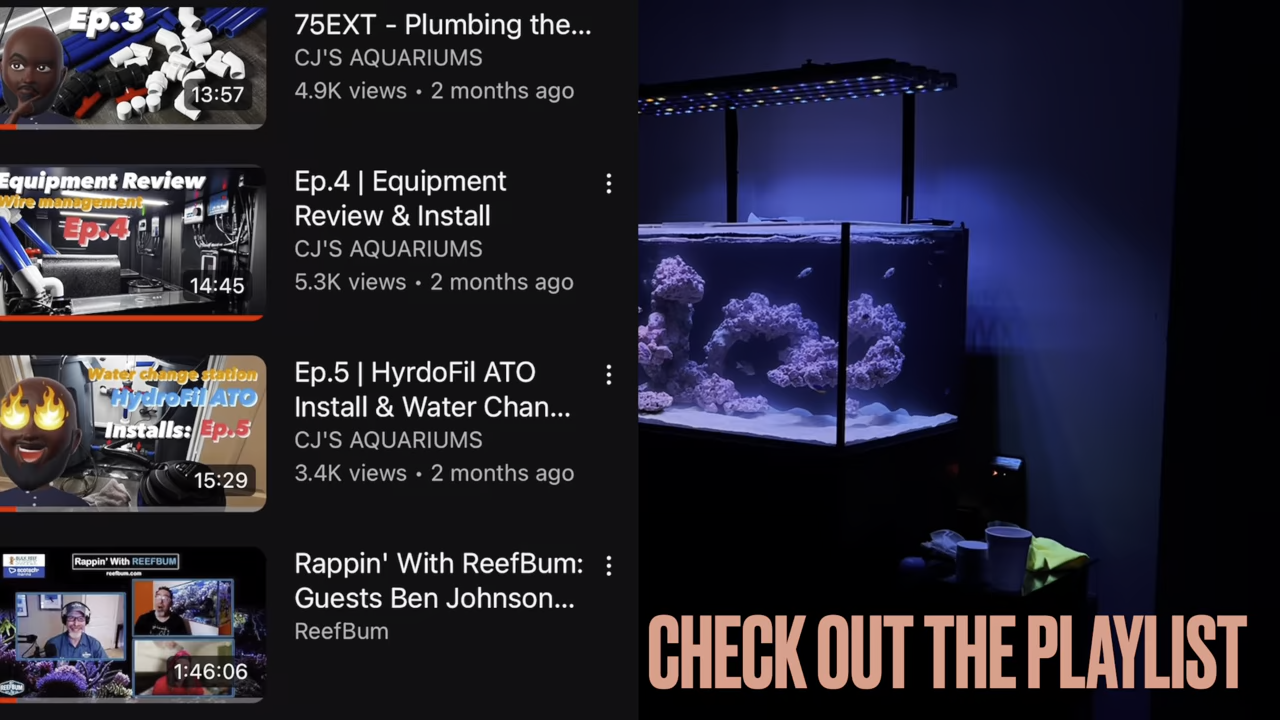 Ep.3
13:57
75EXT - Plumbing the...
CJ'S AQUARIUMS
4.9K views • 2 months ago
Equipment Review
Wire management
Ep.4
14:45
Ep.4 | Equipment
Review & Install
CJ'S AQUARIUMS
5.3K views • 2 months ago
Water change station
HydroFil ATO
Installs: Ep.5
15:29
Ep.5 | HyrdoFil ATO
Install & Water Chan...
CJ'S AQUARIUMS
3.4K views • 2 months ago
Rappin' With REEFBUM
reefbum.com
REEFBUM
1:46:06
Rappin' With ReefBum:
Guests Ben Johnson...
ReefBum
CHECK OUT THE PLAYLIST